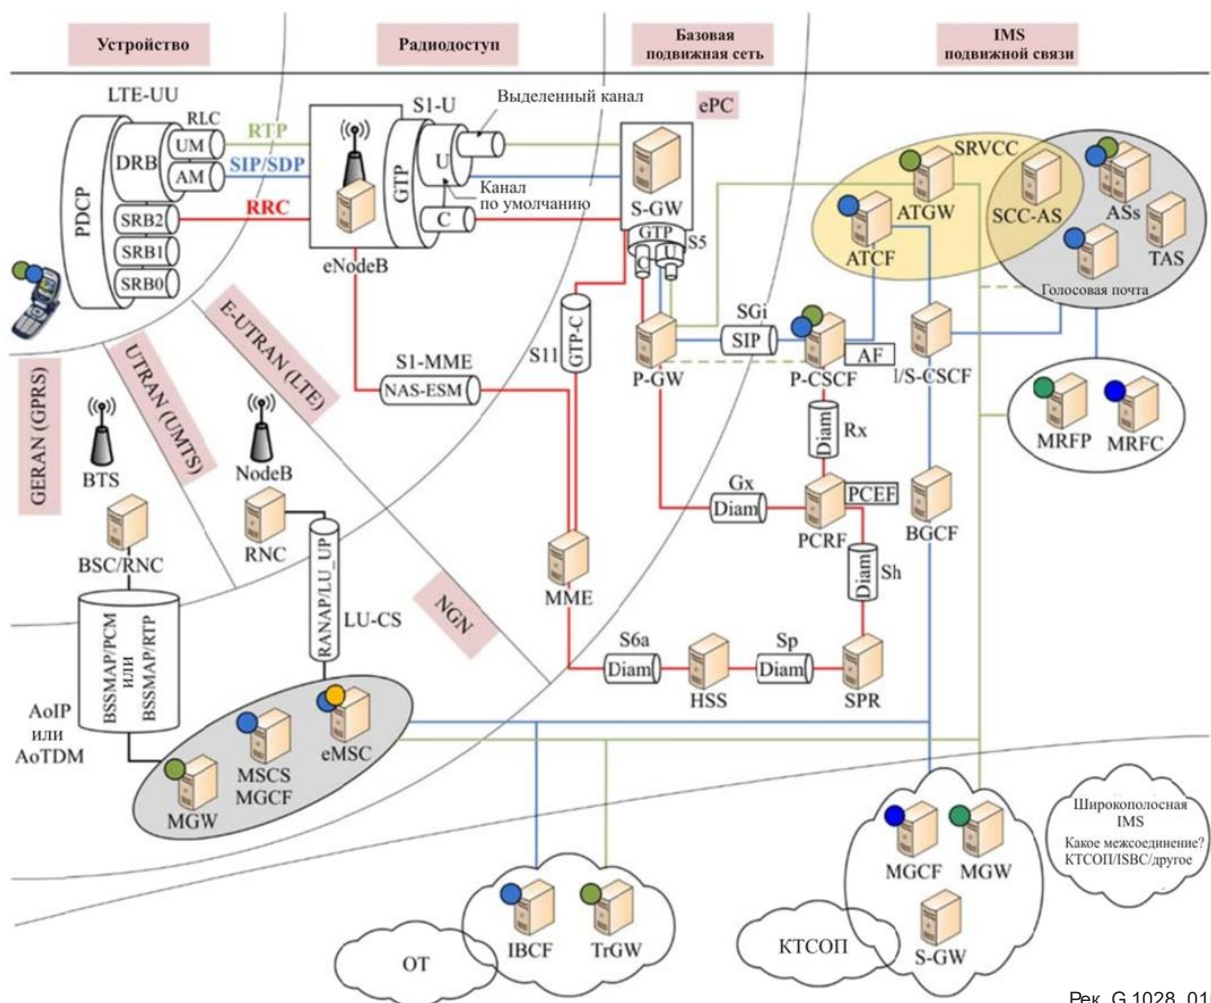 Устройство
Радиодоступ
Базовая
подвижная сеть
IMS
подвижной связи
LTE-UU
RLC
UM
AM
DRB
PDCP
SRB2
SRB1
SRB0
RTP
SIP/SDP
RRC
S1-U
Выделенный канал
GTP
U
C
Канал
по умолчанию
eNodeB
ePC
S-GW
GTP
U
S5
P-GW
SRVCC
ATGW
ATCF
SCC-AS
ASs
TAS
Голосовая почта
SGi
SIP
P-CSCF
AF
I/S-CSCF
MRFP
MRFC
S11
GTP-C
S1-MME
NAS-ESM
Diam
Rx
Gx
Diam
PCEF
PCRF
BGCF
Diam
Sh
MME
S6a
Diam
HSS
Sp
Diam
SPR
GERAN (GPRS)
UTRAN (UMTS)
E-UTRAN (LTE)
NGN
BTS
BSC/RNC
NodeB
RNC
RANAP/LU_UP
LU-CS
BSSMAP/PCM
или
BSSMAP/RTP
AoIP
или
AoTDM
eMSC
MSCS
MGCF
MGW
IBCF
TrGW
ОТ
КТСОП
MGCF
MGW
S-GW
Широкополосная
IMS
Какое межсоединение?
КТСОП/ISBC/другое
Рек. G.1028_01